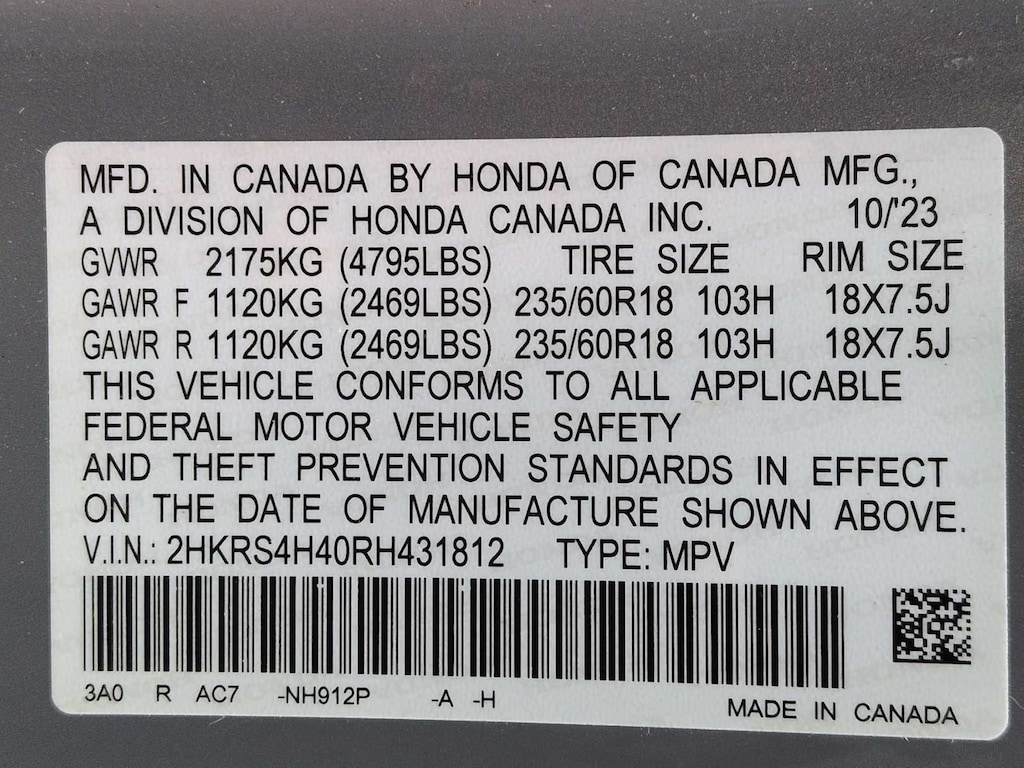 MFD. IN CANADA BY HONDA OF CANADA MFG.,
A DIVISION OF HONDA CANADA INC. 10/'23
GVWR 2175KG (4795LBS) TIRE SIZE RIM SIZE
GAWR F 1120KG (2469LBS) 235/60R18 103H 18X7.5J
GAWR R 1120KG (2469LBS) 235/60R18 103H 18X7.5J
THIS VEHICLE CONFORMS TO ALL APPLICABLE
FEDERAL MOTOR VEHICLE SAFETY
AND THEFT PREVENTION STANDARDS IN EFFECT
ON THE DATE OF MANUFACTURE SHOWN ABOVE.
V.I.N.: 2HKRS4H40RH431812 TYPE: MPV
3A0 R AC7 -NH912P -A -H
MADE IN CANADA